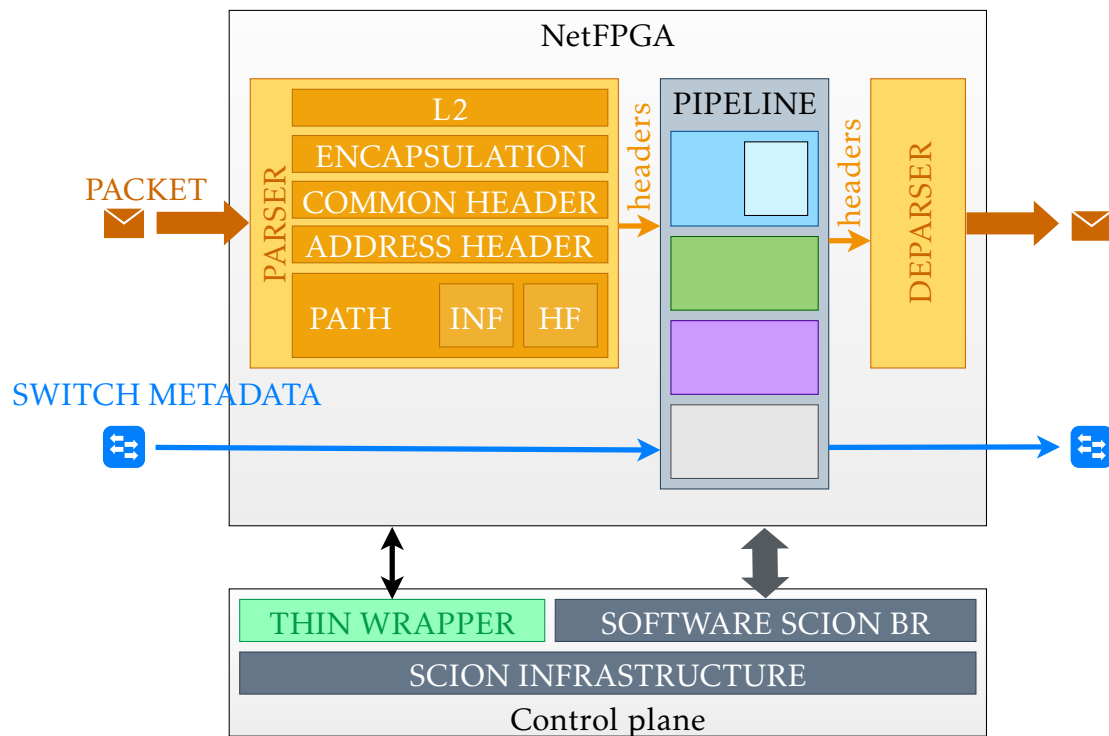 NetFPGA
PACKET
PARSER
L2
ENCAPSULATION
COMMON HEADER
ADDRESS HEADER
PATH
INF
HF
headers
PIPELINE
headers
DEPARSER
SWITCH METADATA
THIN WRAPPER
SOFTWARE SCION BR
SCION INFRASTRUCTURE
Control plane